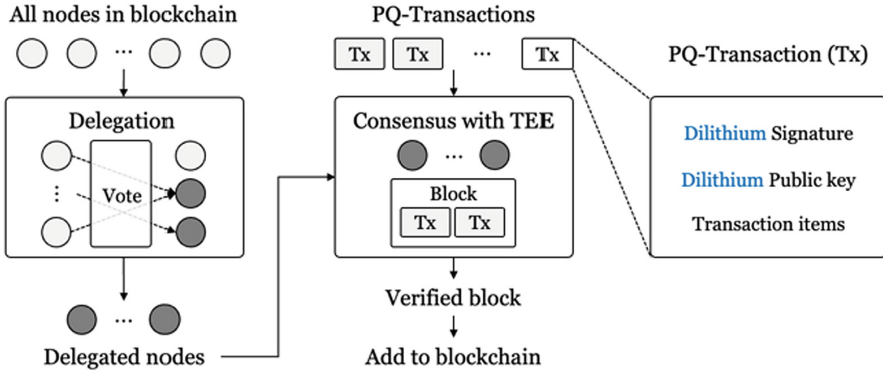 All nodes in blockchain
...
Delegation
Vote
...
Delegated nodes
PQ-Transactions
Tx Tx ... Tx
Consensus with TEE
...
Block
Tx Tx
Verified block
Add to blockchain
PQ-Transaction (Tx)
Dilithium Signature
Dilithium Public key
Transaction items